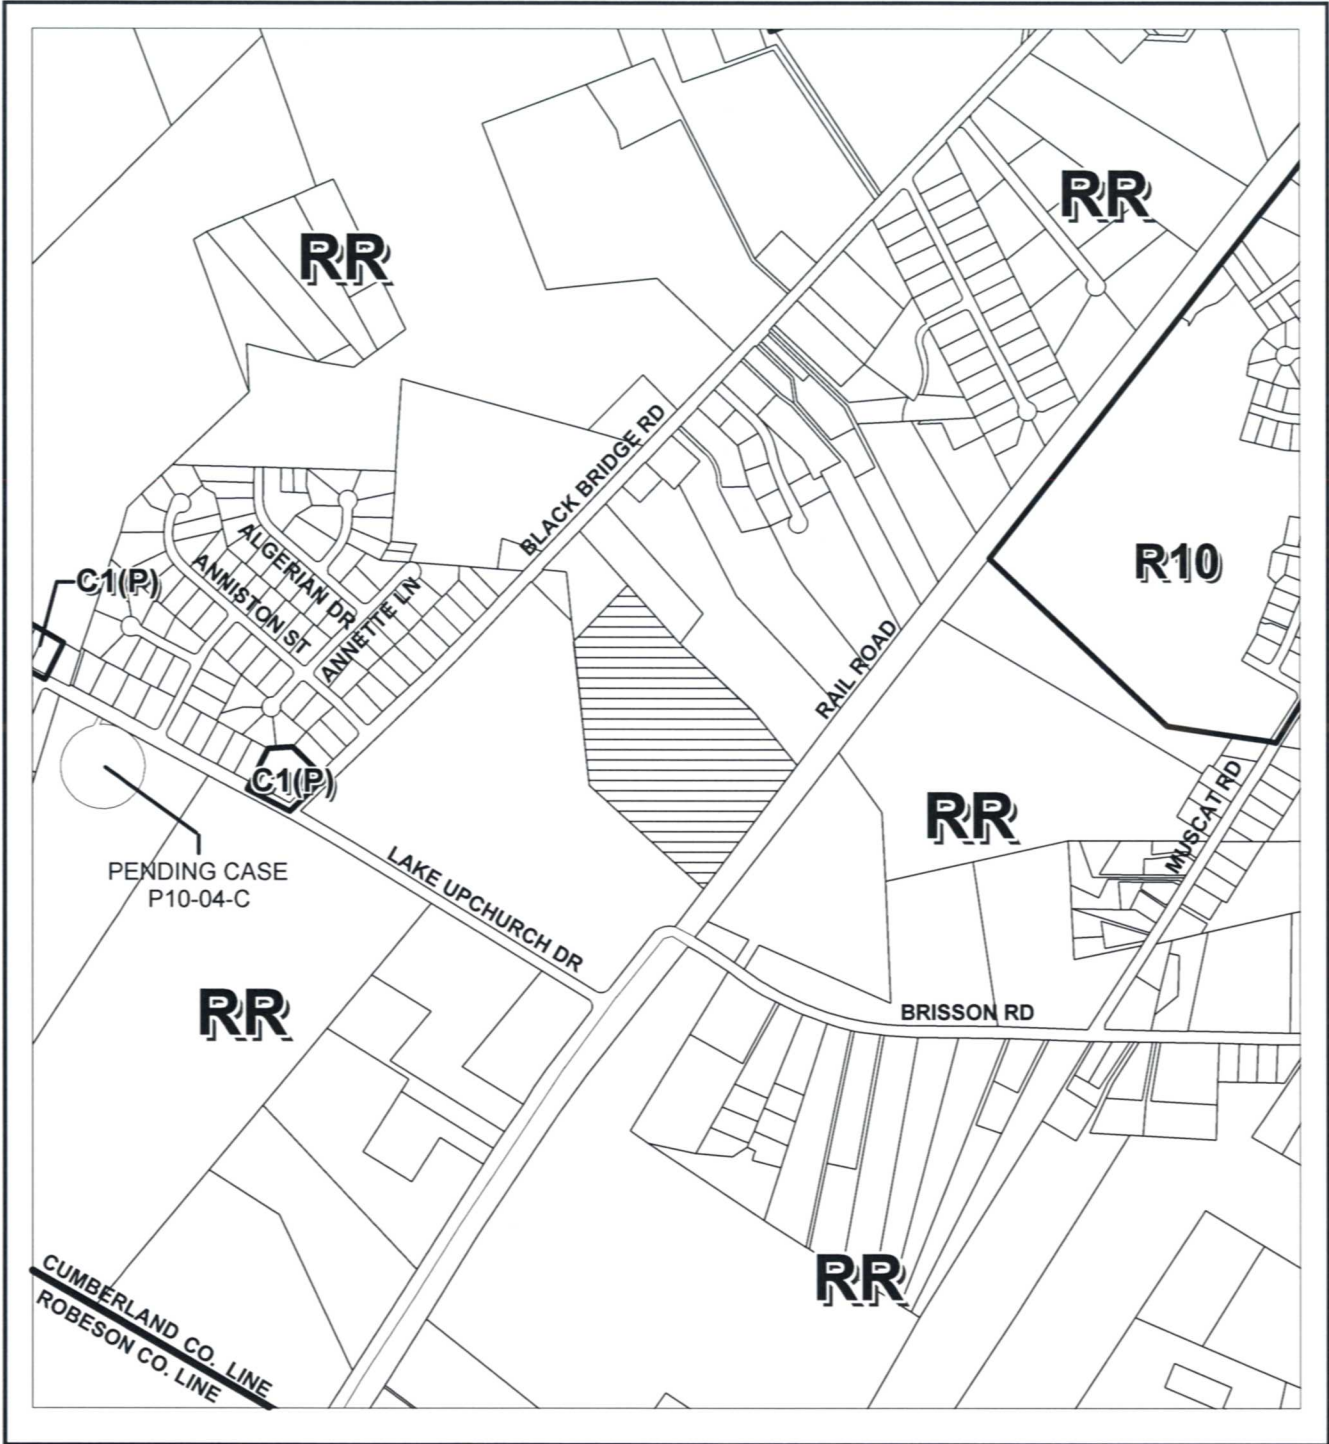 RR
RR
BLACK BRIDGE RD
ALGERIAN DR
ANNISTON ST
ANNETTE LN
C1(P)
R10
RAIL ROAD
C1(P)
RR
MUSCAT RD
PENDING CASE
P10-04-C
LAKE UPCHURCH DR
RR
BRISSON RD
RR
CUMBERLAND CO. LINE
ROBESON CO. LINE